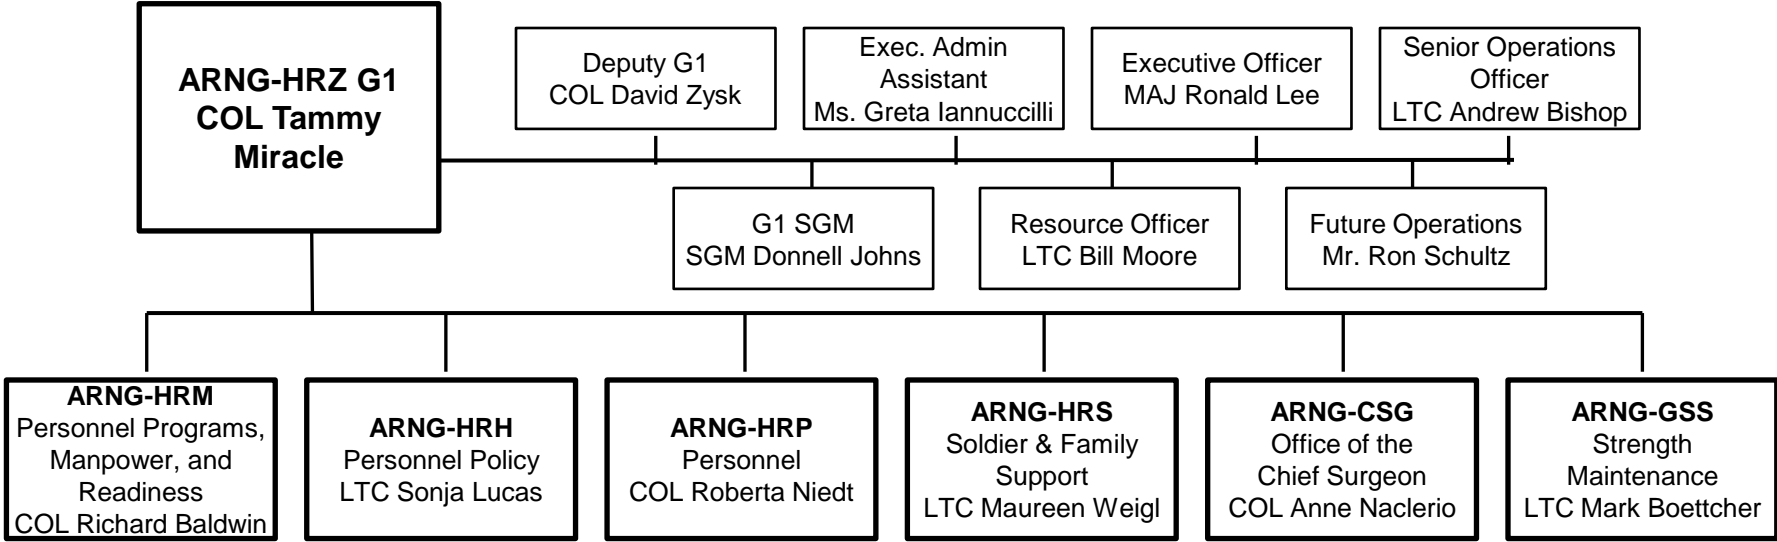 ARNG-HRZ G1
COL Tammy
Miracle
Deputy G1
COL David Zysk
Exec. Admin
Assistant
Ms. Greta Iannuccilli
Executive Officer
MAJ Ronald Lee
Senior Operations
Officer
LTC Andrew Bishop
G1 SGM
SGM Donnell Johns
Resource Officer
LTC Bill Moore
Future Operations
Mr. Ron Schultz
ARNG-HRM
Personnel Programs,
Manpower, and
Readiness
COL Richard Baldwin
ARNG-HRH
Personnel Policy
LTC Sonja Lucas
ARNG-HRP
Personnel
COL Roberta Niedt
ARNG-HRS
Soldier & Family
Support
LTC Maureen Weigl
ARNG-CSG
Office of the
Chief Surgeon
COL Anne Naclerio
ARNG-GSS
Strength
Maintenance
LTC Mark Boettcher